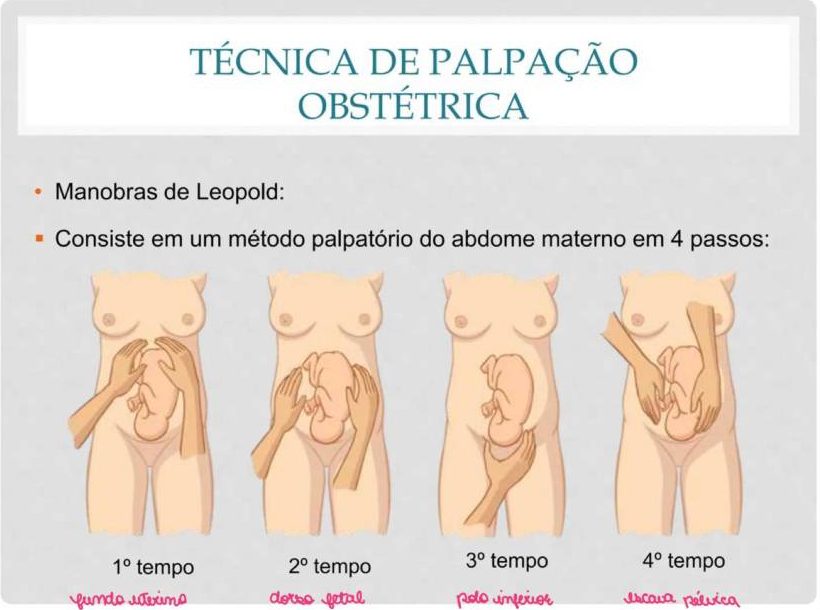 TÉCNICA DE PALPAÇÃO
OBSTÉTRICA
• Manobras de Leopold:
▪ Consiste em um método palpatório do abdome materno em 4 passos:
1º tempo 2º tempo 3º tempo 4º tempo
fundo uterino dorso fetal polo inferior escava pélvica